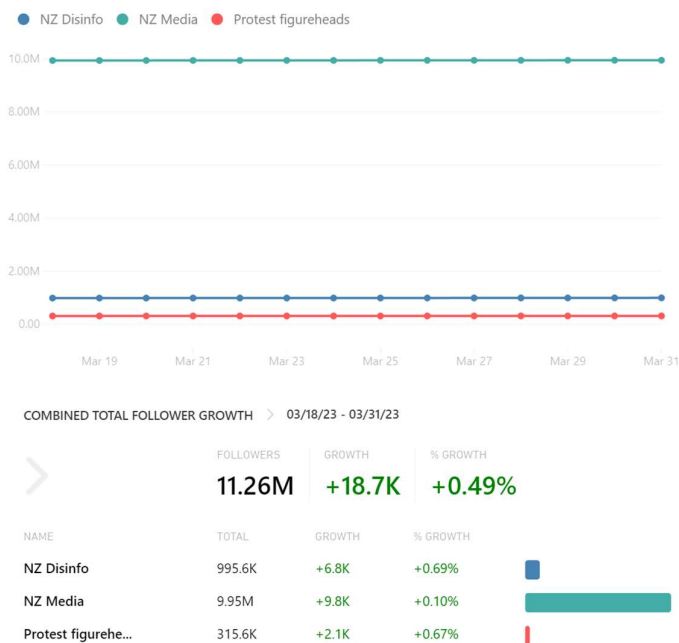 NZ Disinfo NZ Media Protest figureheads
10.0M
8.00M
6.00M
4.00M
2.00M
0.00
Mar 19 Mar 21 Mar 23 Mar 25 Mar 27 Mar 29 Mar 31
COMBINED TOTAL FOLLOWER GROWTH 03/18/23 - 03/31/23
FOLLOWERS GROWTH % GROWTH
11.26M +18.7K +0.49%
NAME TOTAL GROWTH % GROWTH
NZ Disinfo 995.6K +6.8K +0.69%
NZ Media 9.95M +9.8K +0.10%
Protest figurehe... 315.6K +2.1K +0.67%